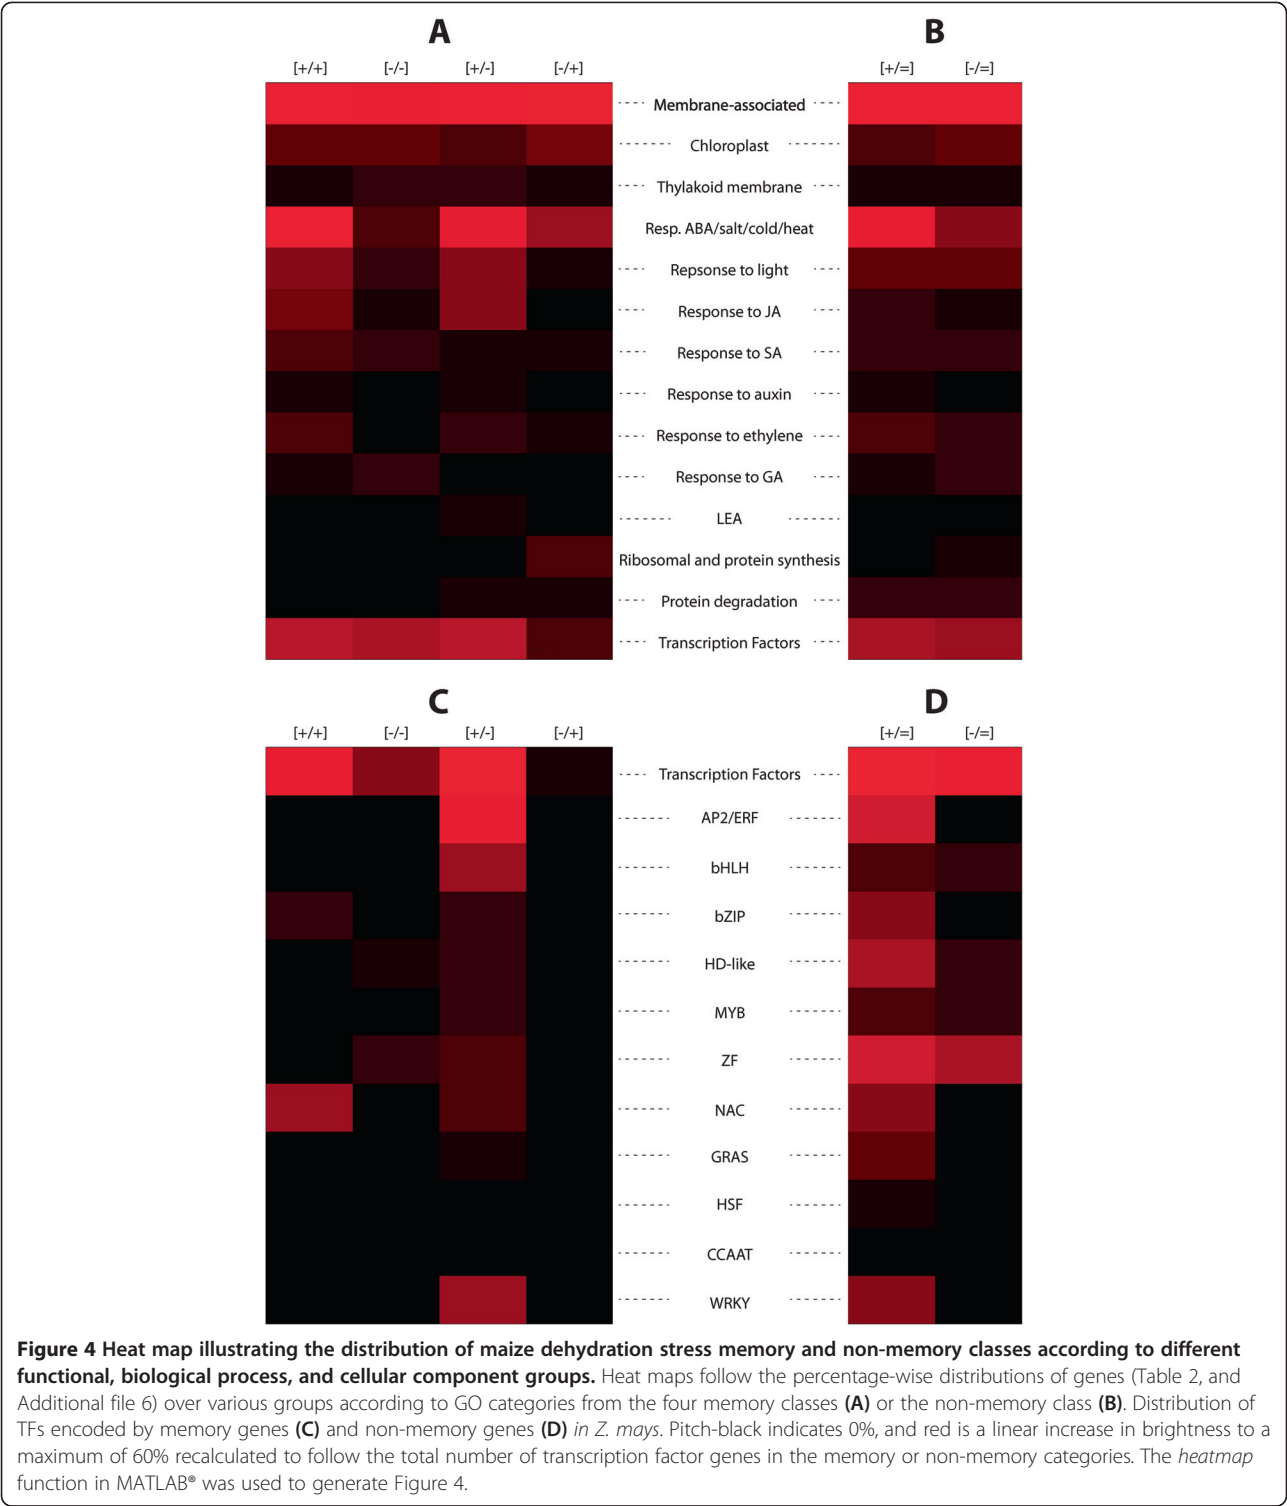 A
B
[+/+] [-/-] [+/-] [-/+]
[+/=] [-/=]
Membrane-associated
Chloroplast
Thylakoid membrane
Resp. ABA/salt/cold/heat
Repsonse to light
Response to JA
Response to SA
Response to auxin
Response to ethylene
Response to GA
LEA
Ribosomal and protein synthesis
Protein degradation
Transcription Factors
C
D
[+/+] [-/-] [+/-] [-/+]
[+/=] [-/=]
Transcription Factors
AP2/ERF
bHLH
bZIP
HD-like
MYB
ZF
NAC
GRAS
HSF
CCAAT
WRKY
Figure 4 Heat map illustrating the distribution of maize dehydration stress memory and non-memory classes according to different
functional, biological process, and cellular component groups. Heat maps follow the percentage-wise distributions of genes (Table 2, and
Additional file 6) over various groups according to GO categories from the four memory classes (A) or the non-memory class (B). Distribution of
TFs encoded by memory genes (C) and non-memory genes (D) in Z. mays. Pitch-black indicates 0%, and red is a linear increase in brightness to a
maximum of 60% recalculated to follow the total number of transcription factor genes in the memory or non-memory categories. The heatmap
function in MATLAB® was used to generate Figure 4.